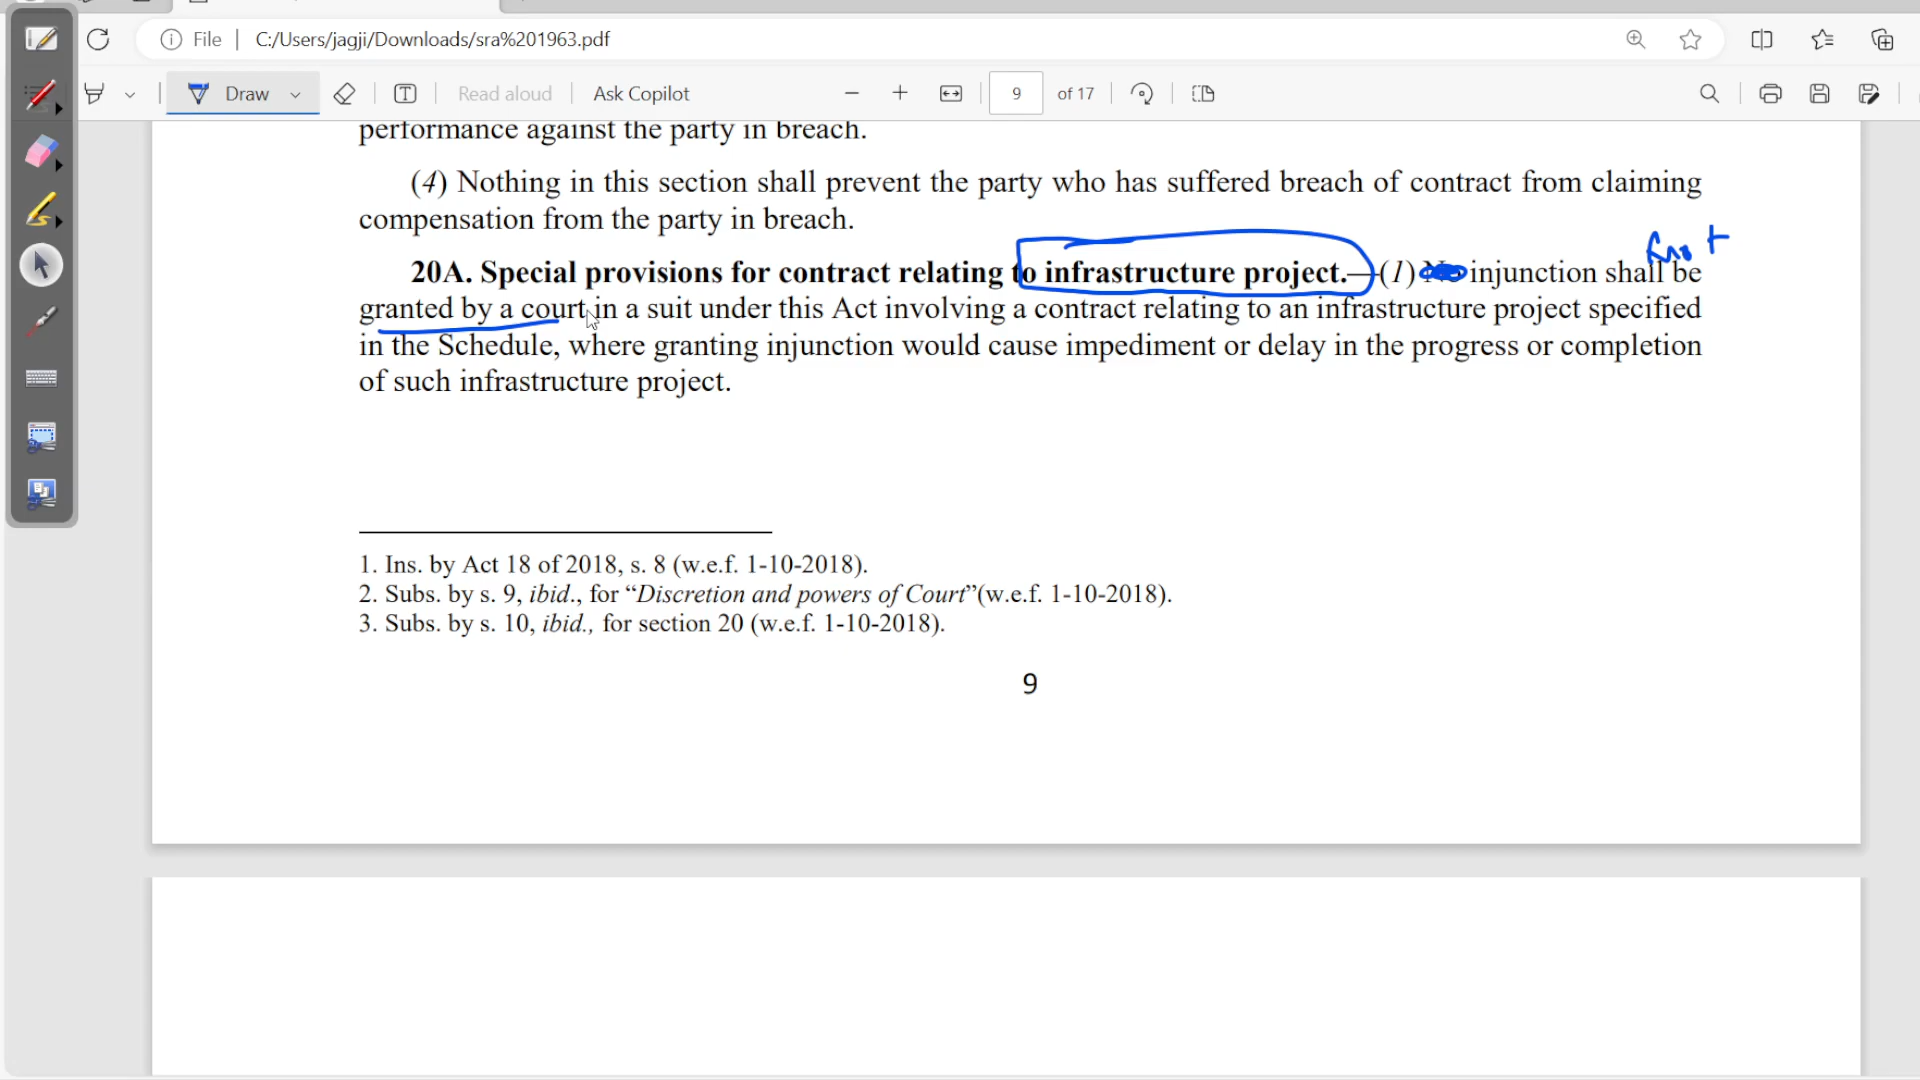 File | C:/Users/jagji/Downloads/sra%201963.pdf
Draw Read aloud Ask Copilot 9 of 17
performance against the party in breach.
(4) Nothing in this section shall prevent the party who has suffered breach of contract from claiming
compensation from the party in breach.
not
20A. Special provisions for contract relating to infrastructure project.—(1) injunction shall be
granted by a court in a suit under this Act involving a contract relating to an infrastructure project specified
in the Schedule, where granting injunction would cause impediment or delay in the progress or completion
of such infrastructure project.
1. Ins. by Act 18 of 2018, s. 8 (w.e.f. 1-10-2018).
2. Subs. by s. 9, ibid., for “Discretion and powers of Court”(w.e.f. 1-10-2018).
3. Subs. by s. 10, ibid., for section 20 (w.e.f. 1-10-2018).
9